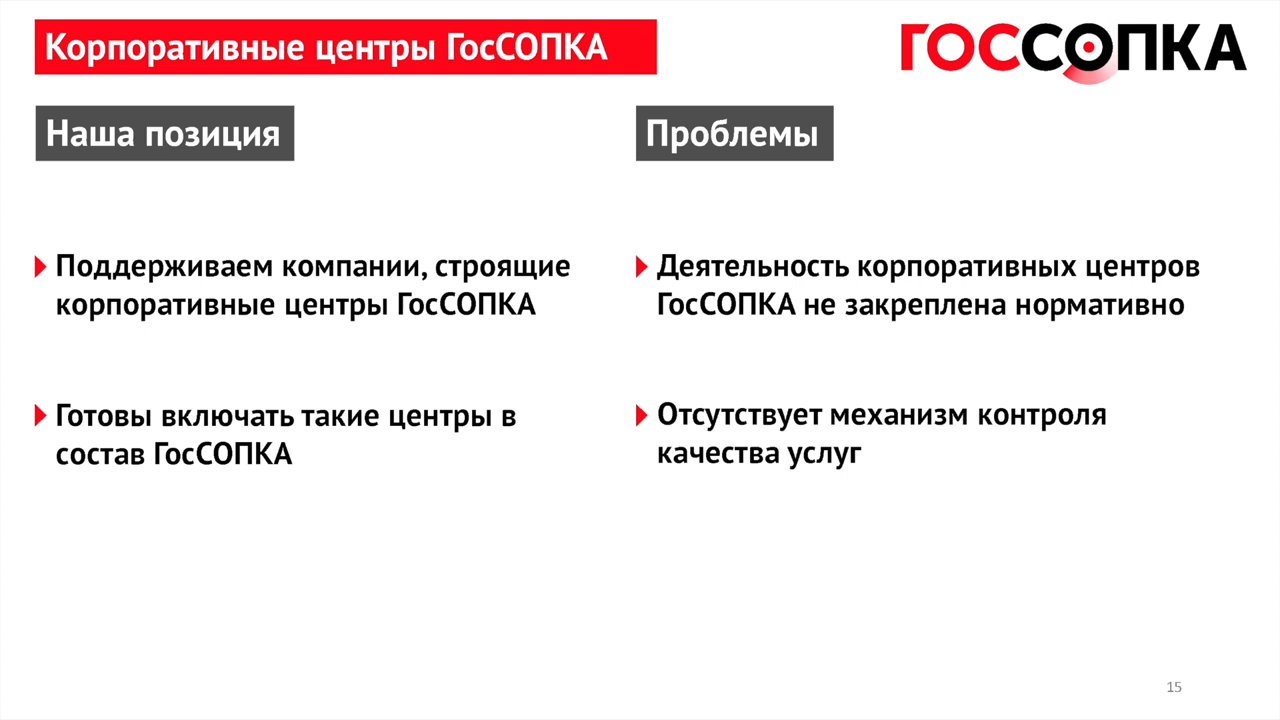 Корпоративные центры ГосСОПКА
ГОССОПКА
Наша позиция
Поддерживаем компании, строящие
корпоративные центры ГосСОПКА
Готовы включать такие центры в
состав ГосСОПКА
Проблемы
Деятельность корпоративных центров
ГосСОПКА не закреплена нормативно
Отсутствует механизм контроля
качества услуг
15